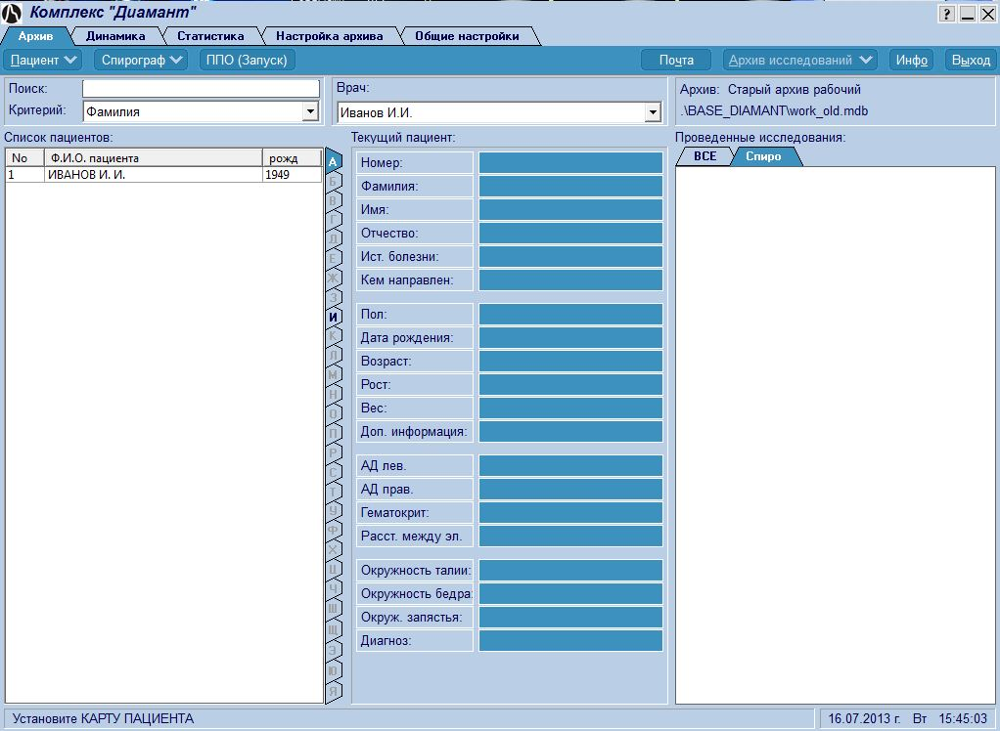 Комплекс "Диамант"
?
Архив Динамика Статистика Настройка архива Общие настройки
Пациент Спирограф ППО (Запуск) Почта Архив исследований Инфо Выход
Поиск:
Критерий: Фамилия
Врач:
Иванов И.И.
Архив: Старый архив рабочий
.\BASE_DIAMANT\work_old.mdb
Список пациентов:
No Ф.И.О. пациента рожд
1 ИВАНОВ И. И. 1949
А
Б
В
Г
Д
Е
Ж
З
И
К
Л
М
Н
О
П
Р
С
Т
У
Ф
Х
Ц
Ч
Ш
Щ
Э
Ю
Я
Текущий пациент:
Номер:
Фамилия:
Имя:
Отчество:
Ист. болезни:
Кем направлен:
Пол:
Дата рождения:
Возраст:
Рост:
Вес:
Доп. информация:
АД лев.
АД прав.
Гематокрит:
Расст. между эл.
Окружность талии:
Окружность бедра:
Окруж. запястья:
Диагноз:
Проведенные исследования:
ВСЕ Спиро
Установите КАРТУ ПАЦИЕНТА
16.07.2013 г. Вт 15:45:03